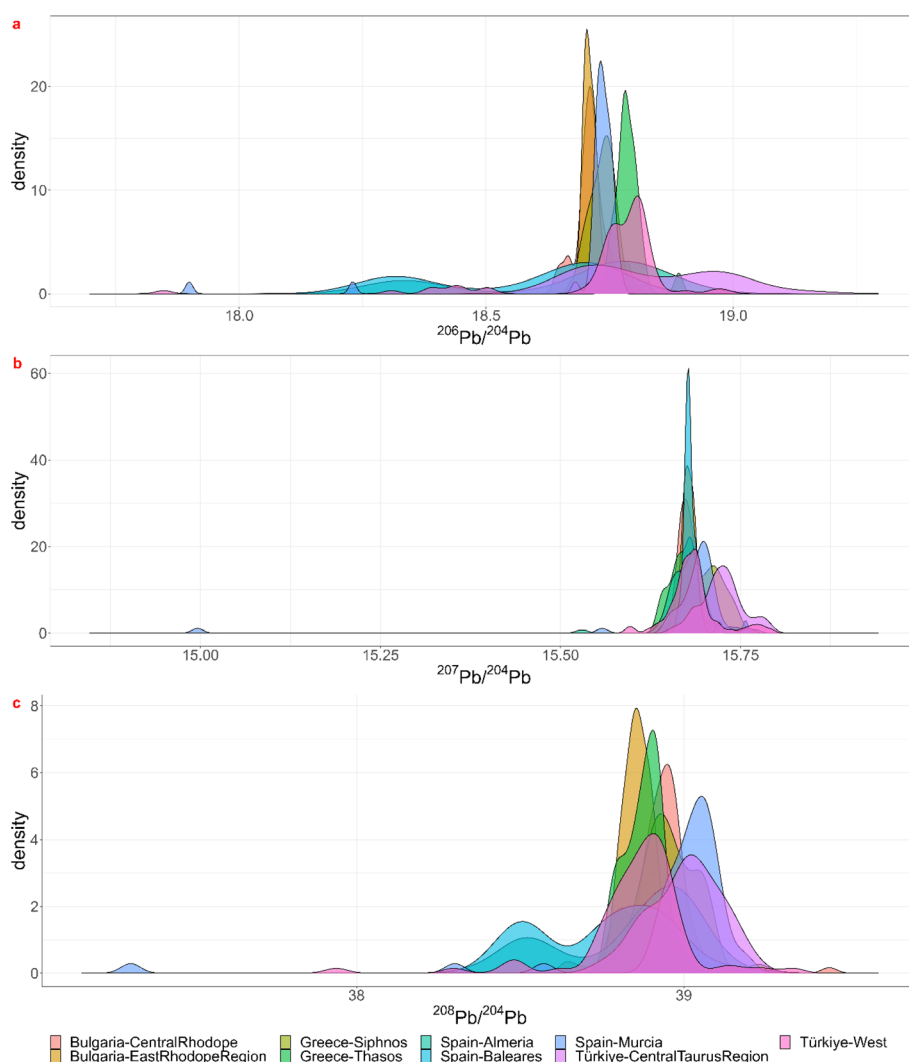 a
density
20
10
0
18.0 18.5 19.0
²⁰⁶Pb/²⁰⁴Pb
b
density
60
40
20
0
15.00 15.25 15.50 15.75
²⁰⁷Pb/²⁰⁴Pb
c
density
8
6
4
2
0
38 39
²⁰⁸Pb/²⁰⁴Pb
Bulgaria-CentralRhodope Greece-Siphnos Spain-Almeria Spain-Murcia Türkiye-West
Bulgaria-EastRhodopeRegion Greece-Thasos Spain-Baleares Türkiye-CentralTaurusRegion